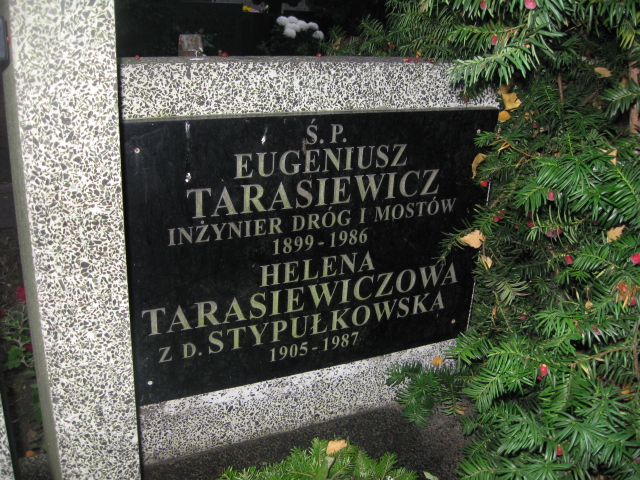 Ś. P.
EUGENIUSZ
TARASIEWICZ
INŻYNIER DRÓG I MOSTÓW
1899 - 1986
HELENA
TARASIEWICZOWA
Z D. STYPUŁKOWSKA
1905 - 1987